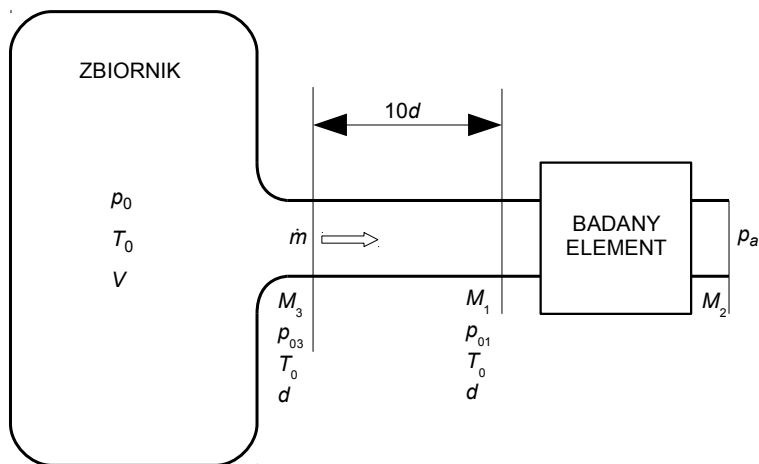 ZBIORNIK
p₀
T₀
V
10d
ṁ
M₃
p₀₃
T₀
d
M₁
p₀₁
T₀
d
BADANY
ELEMENT
M₂
pₐ